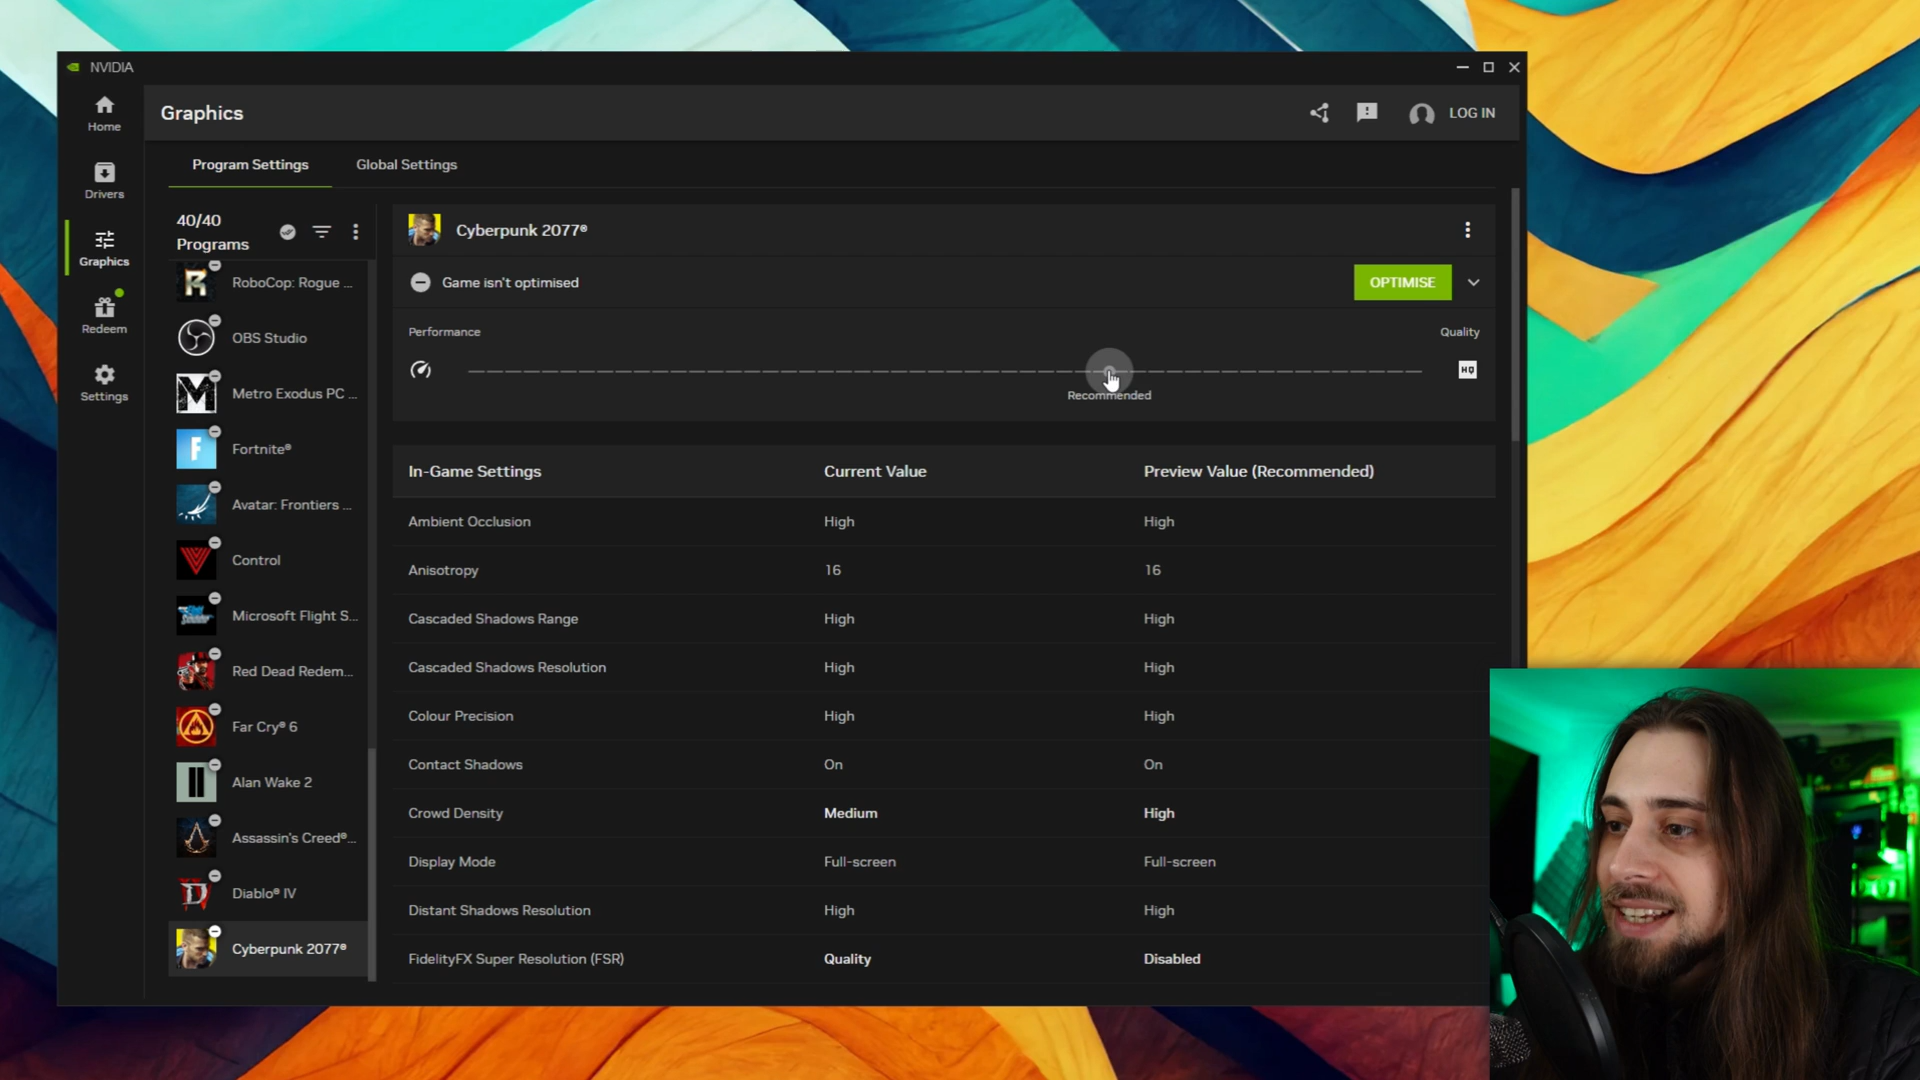 NVIDIA
Home
Drivers
Graphics
Redeem
Settings
Graphics
LOG IN
Program Settings
Global Settings
40/40
Programs
RoboCop: Rogue ...
OBS Studio
Metro Exodus PC ...
Fortnite®
Avatar: Frontiers ...
Control
Microsoft Flight S...
Red Dead Redem...
Far Cry® 6
Alan Wake 2
Assassin's Creed®...
Diablo® IV
Cyberpunk 2077®
Cyberpunk 2077®
Game isn't optimised
OPTIMISE
Performance
Quality
HQ
Recommended
In-Game Settings Current Value Preview Value (Recommended)
Ambient Occlusion High High
Anisotropy 16 16
Cascaded Shadows Range High High
Cascaded Shadows Resolution High High
Colour Precision High High
Contact Shadows On On
Crowd Density Medium High
Display Mode Full-screen Full-screen
Distant Shadows Resolution High High
FidelityFX Super Resolution (FSR) Quality Disabled